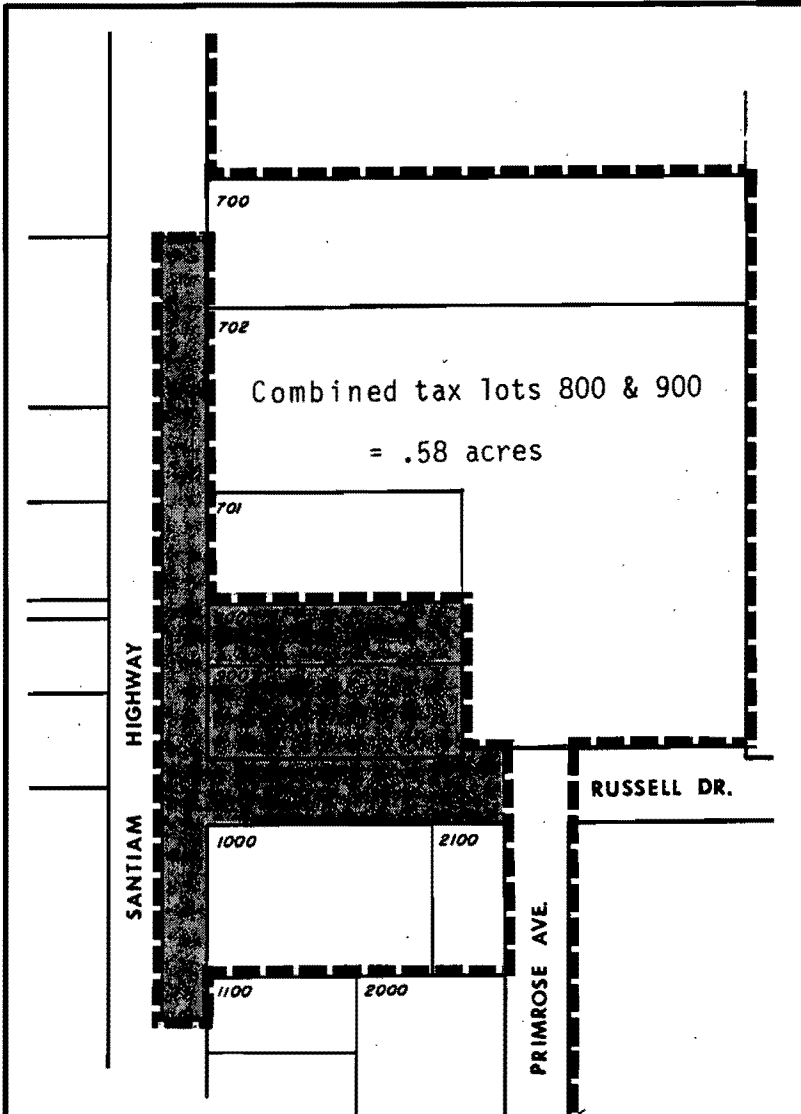 700
702
Combined tax lots 800 & 900
= .58 acres
701
900
SANTIAM HIGHWAY
RUSSELL DR.
1000
2100
PRIMROSE AVE.
1100
2000